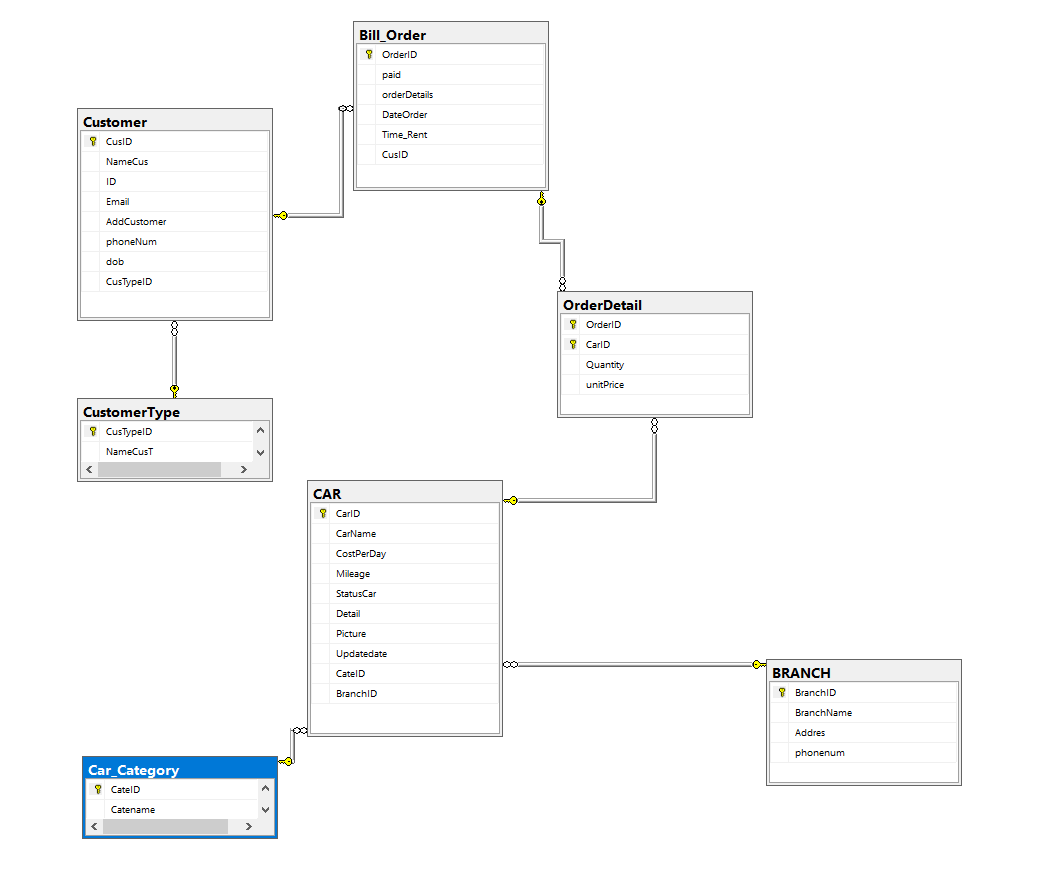 Bill_Order
OrderID
paid
orderDetails
DateOrder
Time_Rent
CusID
Customer
CusID
NameCus
ID
Email
AddCustomer
phoneNum
dob
CusTypeID
OrderDetail
OrderID
CarID
Quantity
unitPrice
CustomerType
CusTypeID
NameCusT
CAR
CarID
CarName
CostPerDay
Mileage
StatusCar
Detail
Picture
Updatedate
CateID
BranchID
BRANCH
BranchID
BranchName
Addres
phonenum
Car_Category
CateID
Catename